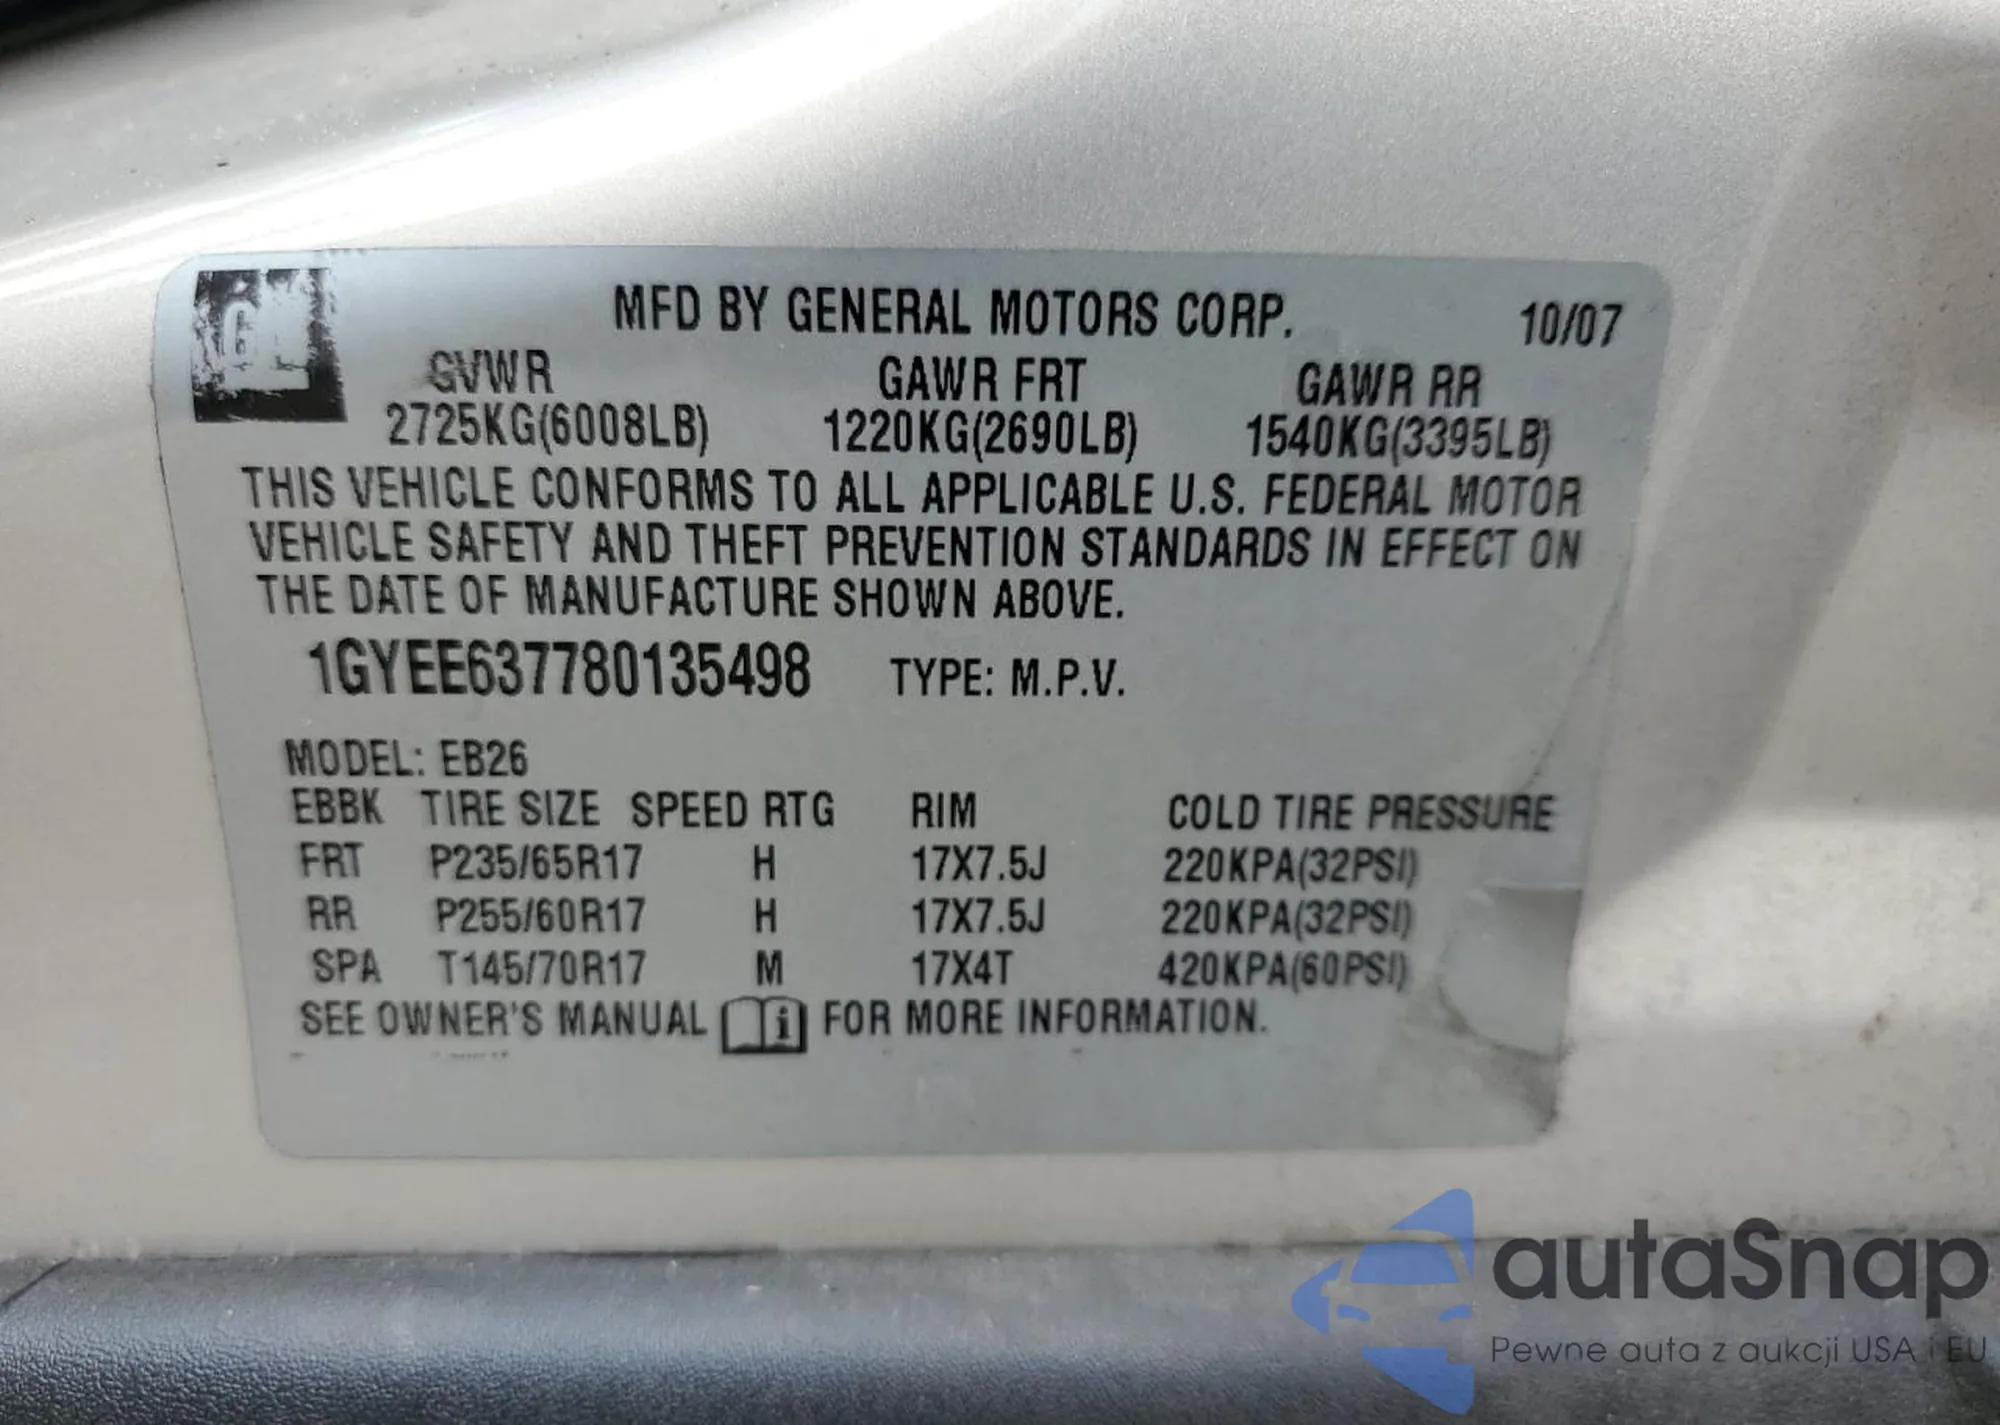 GM
MFD BY GENERAL MOTORS CORP. 10/07
GVWR GAWR FRT GAWR RR
2725KG(6008LB) 1220KG(2690LB) 1540KG(3395LB)
THIS VEHICLE CONFORMS TO ALL APPLICABLE U.S. FEDERAL MOTOR
VEHICLE SAFETY AND THEFT PREVENTION STANDARDS IN EFFECT ON
THE DATE OF MANUFACTURE SHOWN ABOVE.
1GYEE637780135498 TYPE: M.P.V.
MODEL: EB26
EBBK TIRE SIZE SPEED RTG RIM COLD TIRE PRESSURE
FRT P235/65R17 H 17X7.5J 220KPA(32PSI)
RR P255/60R17 H 17X7.5J 220KPA(32PSI)
SPA T145/70R17 M 17X4T 420KPA(60PSI)
SEE OWNER'S MANUAL i FOR MORE INFORMATION.
autaSnap
Pewne auta z aukcji USA i EU